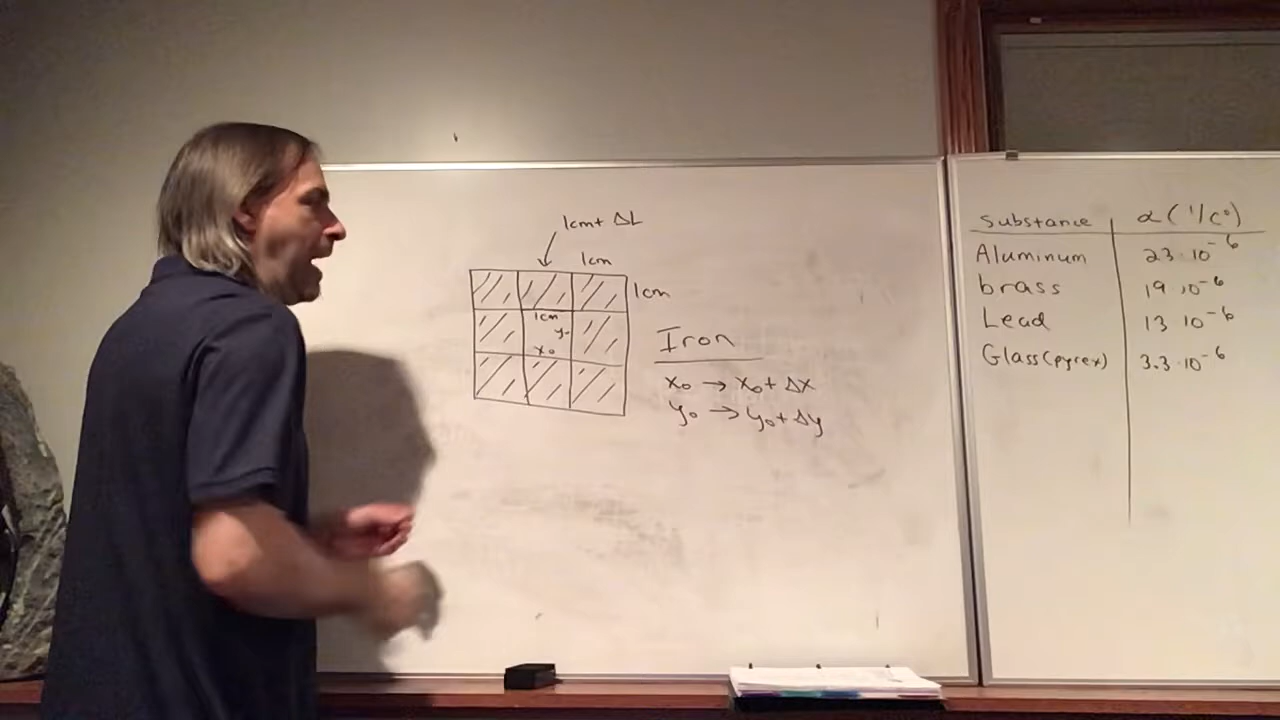 1cm + ΔL
1cm
1cm
1cm
y₀
x₀
Iron
x₀ → x₀ + Δx
y₀ → y₀ + Δy
Substance α (1/C°)
Aluminum 23·10⁻⁶
brass 19·10⁻⁶
Lead 13 10⁻⁶
Glass(pyrex) 3.3·10⁻⁶